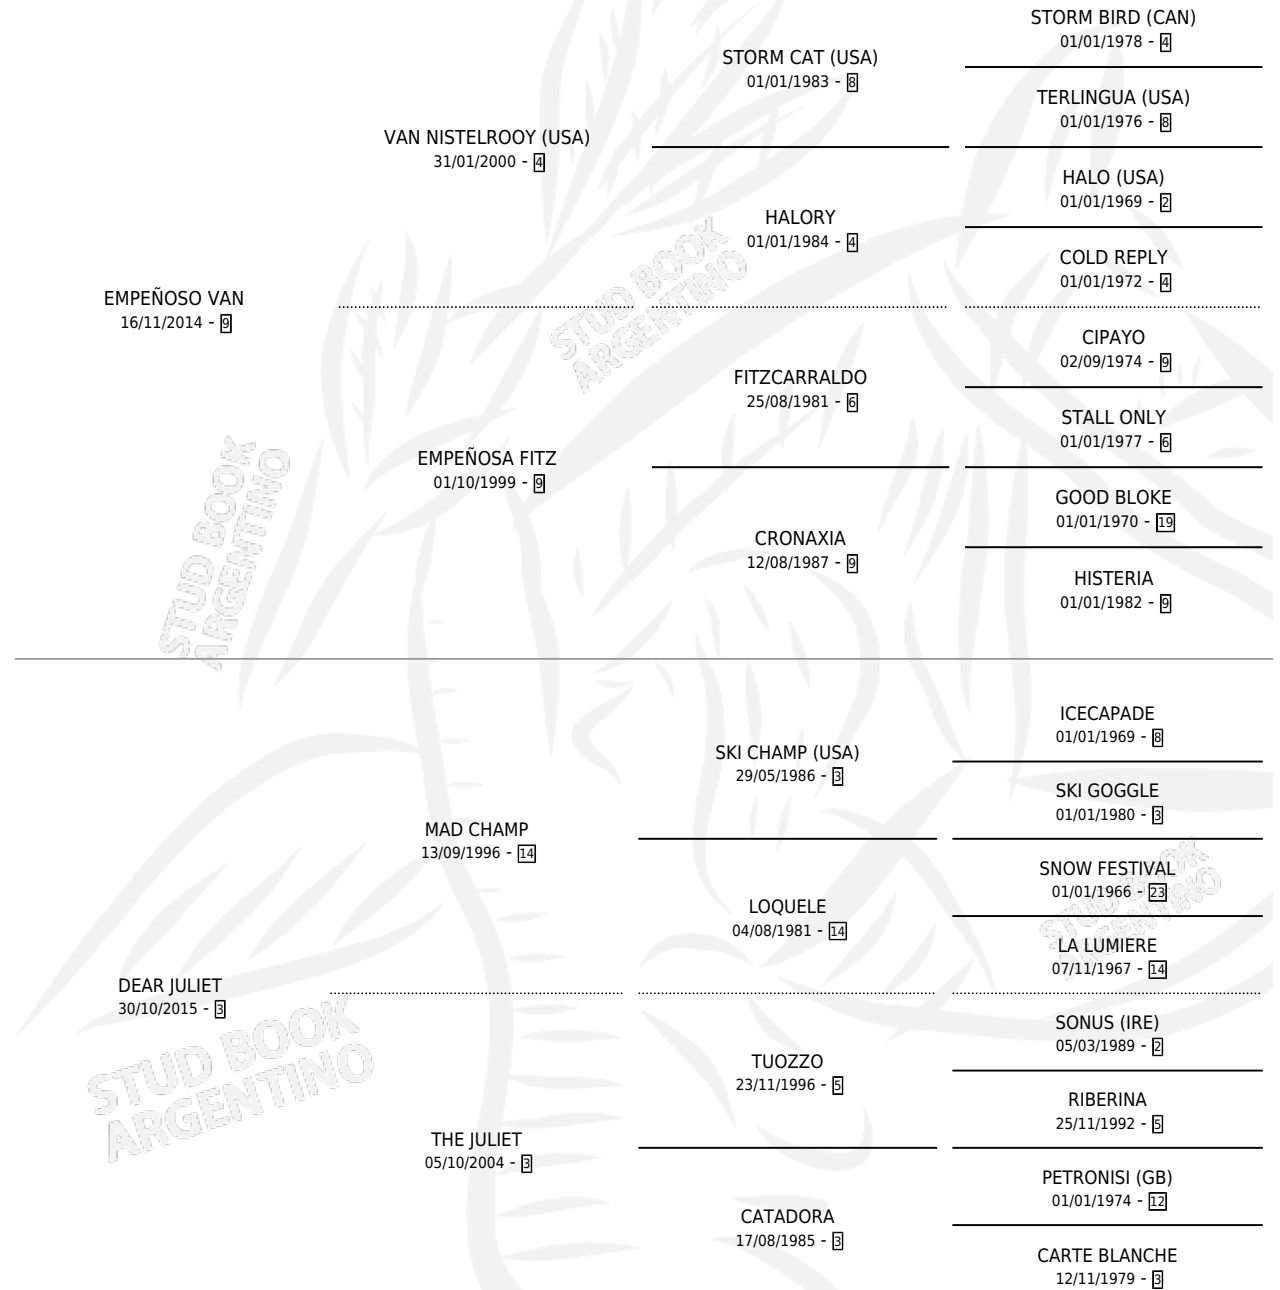 STORM BIRD (CAN)
01/01/1978 - 4
STORM CAT (USA)
01/01/1983 - 8
TERLINGUA (USA)
01/01/1976 - 8
VAN NISTELROOY (USA)
31/01/2000 - 4
HALO (USA)
01/01/1969 - 2
HALORY
01/01/1984 - 4
COLD REPLY
01/01/1972 - 4
EMPEÑOSO VAN
16/11/2014 - 9
CIPAYO
02/09/1974 - 9
FITZCARRALDO
25/08/1981 - 6
STALL ONLY
01/01/1977 - 6
EMPEÑOSA FITZ
01/10/1999 - 9
GOOD BLOKE
01/01/1970 - 19
CRONAXIA
12/08/1987 - 9
HISTERIA
01/01/1982 - 9
ICECAPADE
01/01/1969 - 8
SKI CHAMP (USA)
29/05/1986 - 3
SKI GOGGLE
01/01/1980 - 3
MAD CHAMP
13/09/1996 - 14
SNOW FESTIVAL
01/01/1966 - 23
LOQUELE
04/08/1981 - 14
LA LUMIERE
07/11/1967 - 14
DEAR JULIET
30/10/2015 - 3
SONUS (IRE)
05/03/1989 - 2
TUOZZO
23/11/1996 - 5
RIBERINA
25/11/1992 - 5
THE JULIET
05/10/2004 - 3
PETRONISI (GB)
01/01/1974 - 12
CATADORA
17/08/1985 - 3
CARTE BLANCHE
12/11/1979 - 3
STUD BOOK
ARGENTINO
STUD BOOK
ARGENTINO
STUD BOOK
ARGENTINO
STUD BOOK
ARGENTINO